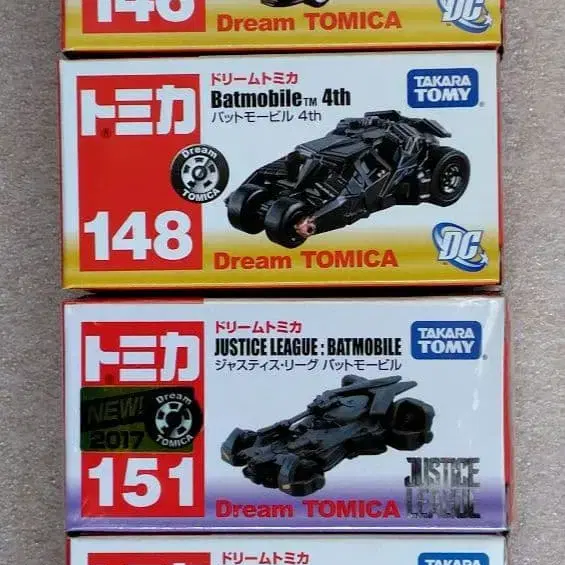 146
Dream TOMICA
DC
トミカ
148
ドリームトミカ
Batmobile™ 4th
バットモービル 4th
TAKARA
TOMY
Dream
TOMICA
Dream TOMICA
DC
トミカ
NEW!
2017
151
ドリームトミカ
JUSTICE LEAGUE : BATMOBILE
ジャスティス・リーグ バットモービル
TAKARA
TOMY
Dream
TOMICA
Dream TOMICA
JUSTICE
LEAGUE
ドリームトミカ
TAKARA